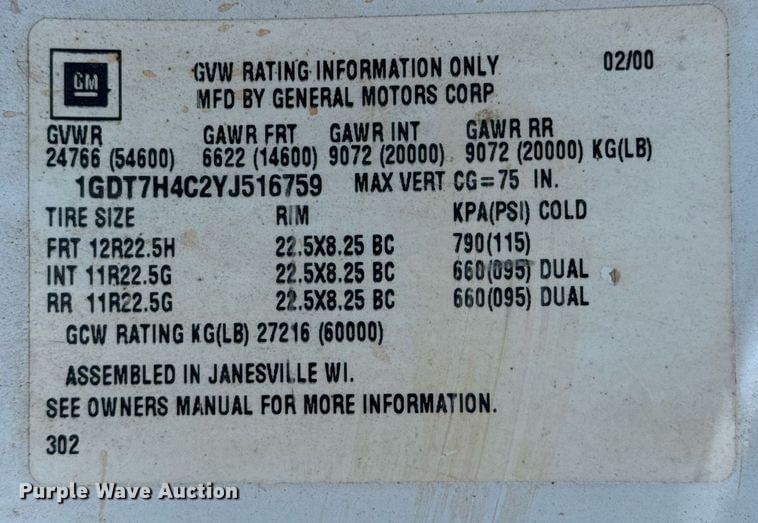 GM
GVW RATING INFORMATION ONLY 02/00
MFD BY GENERAL MOTORS CORP
GVWR GAWR FRT GAWR INT GAWR RR
24766 (54600) 6622 (14600) 9072 (20000) 9072 (20000) KG(LB)
1GDT7H4C2YJ516759 MAX VERT CG=75 IN.
TIRE SIZE RIM KPA(PSI) COLD
FRT 12R22.5H 22.5X8.25 BC 790(115)
INT 11R22.5G 22.5X8.25 BC 660(095) DUAL
RR 11R22.5G 22.5X8.25 BC 660(095) DUAL
GCW RATING KG(LB) 27216 (60000)
ASSEMBLED IN JANESVILLE WI.
SEE OWNERS MANUAL FOR MORE INFORMATION.
302
Purple Wave Auction